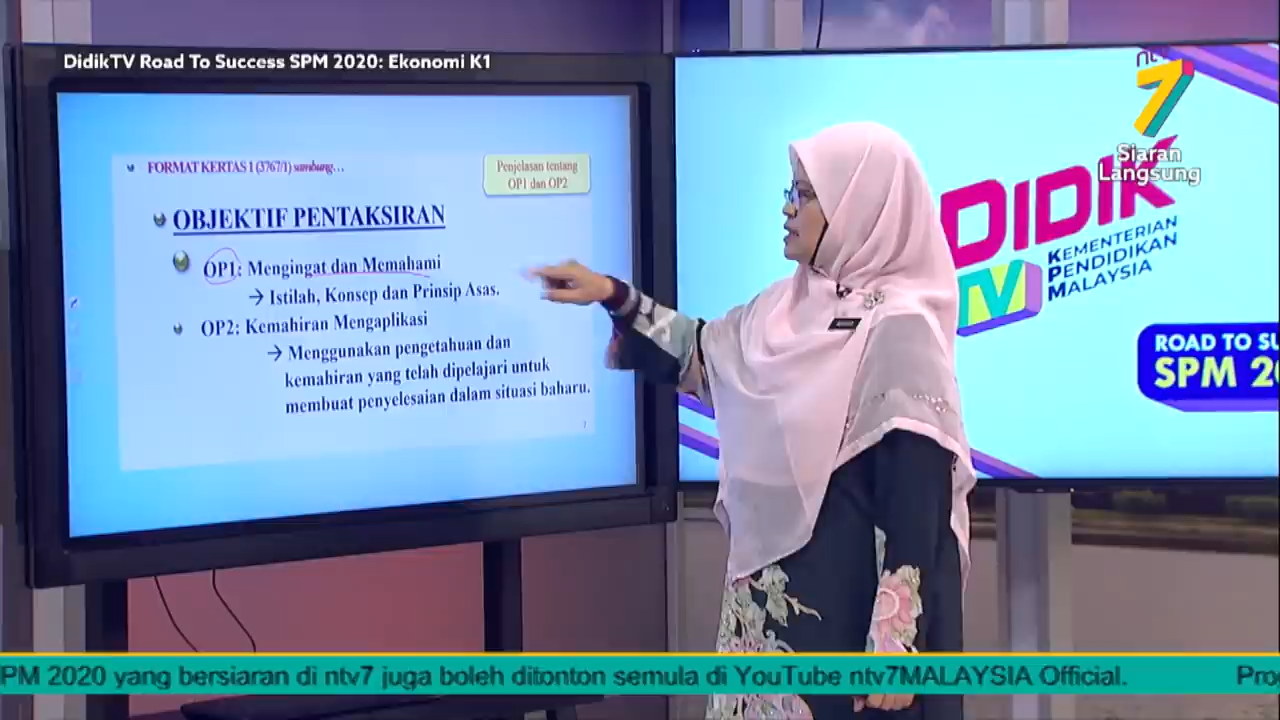 DidikTV Road To Success SPM 2020: Ekonomi K1
FORMAT KERTAS 1 (3767/1) sambung...
Penjelasan tentang
OP1 dan OP2
OBJEKTIF PENTAKSIRAN
OP1: Mengingat dan Memahami
→ Istilah, Konsep dan Prinsip Asas.
OP2: Kemahiran Mengaplikasi
→ Menggunakan pengetahuan dan
kemahiran yang telah dipelajari untuk
membuat penyelesaian dalam situasi baharu.
7
Siaran
Langsung
DIDIK
TV
KEMENTERIAN
PENDIDIKAN
MALAYSIA
ROAD TO SU
SPM 20
PM 2020 yang bersiaran di ntv7 juga boleh ditonton semula di YouTube ntv7MALAYSIA Official. Pro